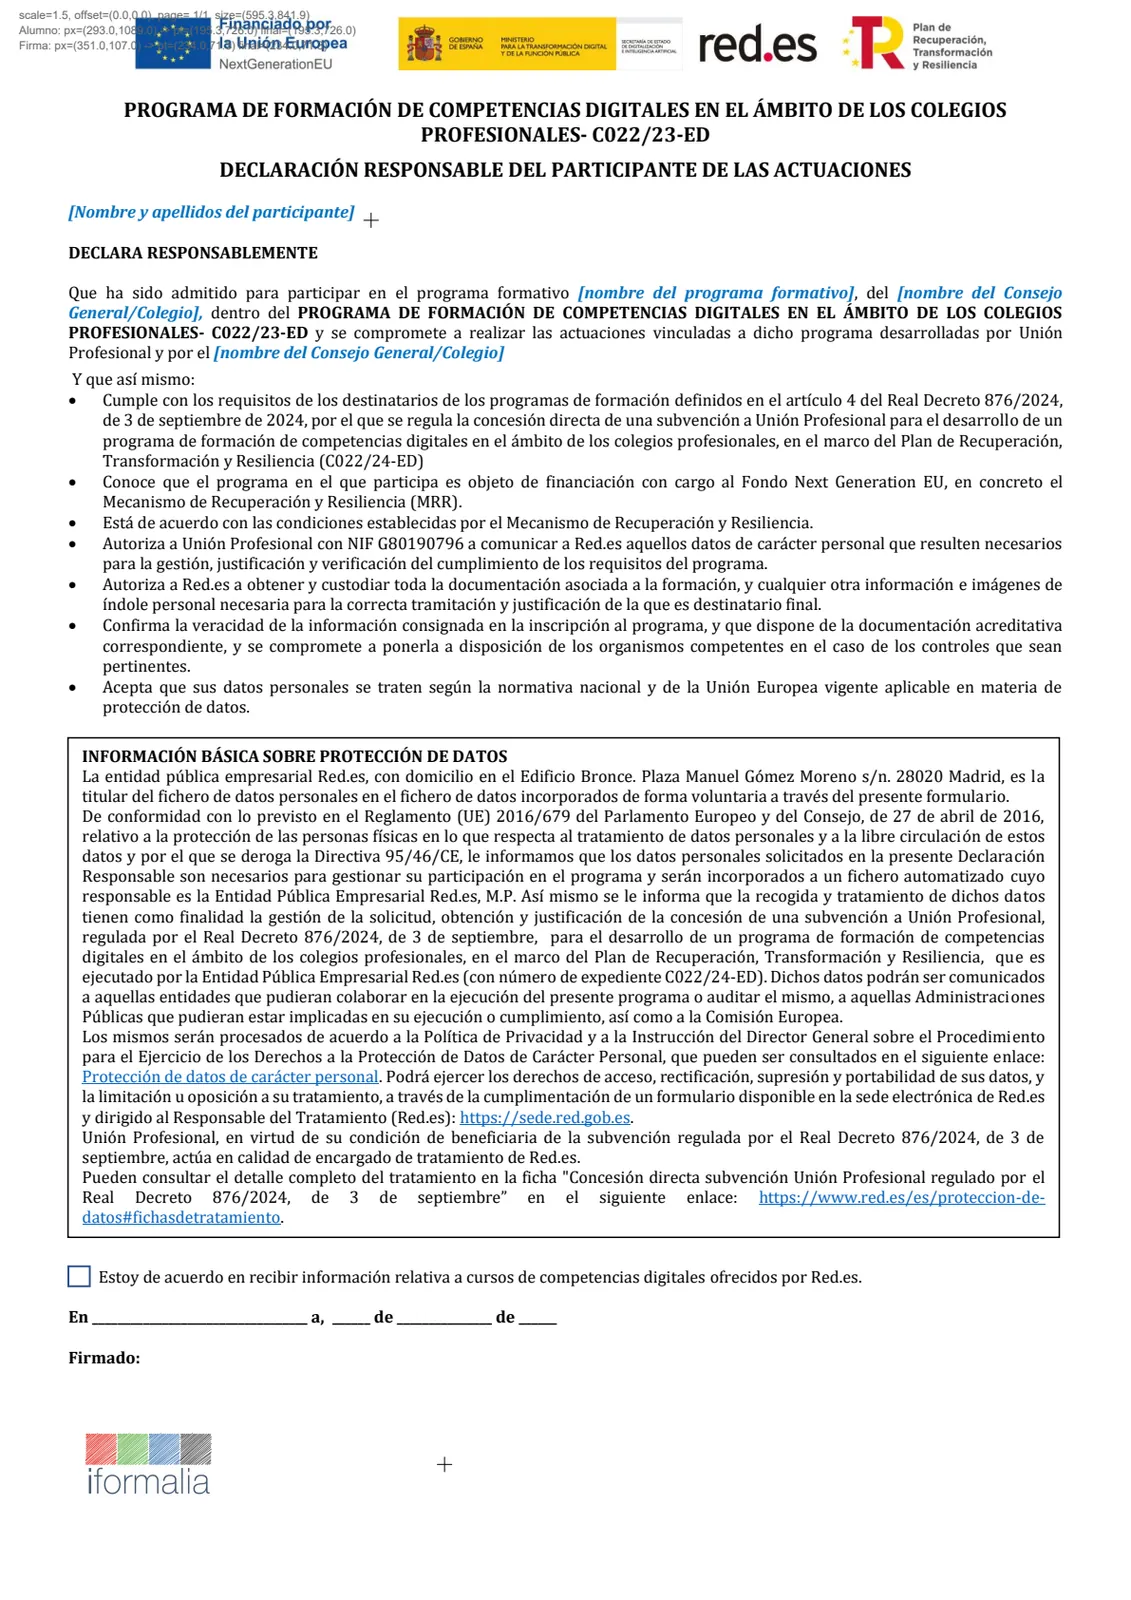 scale=1.5, offset=(0.0,0.0), page= 1/1, size=(595.3,841.9)
Financiado por
la Unión Europea
NextGenerationEU
GOBIERNO
DE ESPAÑA
MINISTERIO
PARA LA TRANSFORMACIÓN DIGITAL
Y DE LA FUNCIÓN PÚBLICA
SECRETARÍA DE ESTADO
DE DIGITALIZACIÓN
E INTELIGENCIA ARTIFICIAL
red.es
Plan de
Recuperación,
Transformación
y Resiliencia
PROGRAMA DE FORMACIÓN DE COMPETENCIAS DIGITALES EN EL ÁMBITO DE LOS COLEGIOS
PROFESIONALES- C022/23-ED
DECLARACIÓN RESPONSABLE DEL PARTICIPANTE DE LAS ACTUACIONES
[Nombre y apellidos del participante]
DECLARA RESPONSABLEMENTE
Que ha sido admitido para participar en el programa formativo [nombre del programa formativo], del [nombre del Consejo
General/Colegio], dentro del PROGRAMA DE FORMACIÓN DE COMPETENCIAS DIGITALES EN EL ÁMBITO DE LOS COLEGIOS
PROFESIONALES- C022/23-ED y se compromete a realizar las actuaciones vinculadas a dicho programa desarrolladas por Unión
Profesional y por el [nombre del Consejo General/Colegio]
Y que así mismo:
• Cumple con los requisitos de los destinatarios de los programas de formación definidos en el artículo 4 del Real Decreto 876/2024,
de 3 de septiembre de 2024, por el que se regula la concesión directa de una subvención a Unión Profesional para el desarrollo de un
programa de formación de competencias digitales en el ámbito de los colegios profesionales, en el marco del Plan de Recuperación,
Transformación y Resiliencia (C022/24-ED)
• Conoce que el programa en el que participa es objeto de financiación con cargo al Fondo Next Generation EU, en concreto el
Mecanismo de Recuperación y Resiliencia (MRR).
• Está de acuerdo con las condiciones establecidas por el Mecanismo de Recuperación y Resiliencia.
• Autoriza a Unión Profesional con NIF G80190796 a comunicar a Red.es aquellos datos de carácter personal que resulten necesarios
para la gestión, justificación y verificación del cumplimiento de los requisitos del programa.
• Autoriza a Red.es a obtener y custodiar toda la documentación asociada a la formación, y cualquier otra información e imágenes de
índole personal necesaria para la correcta tramitación y justificación de la que es destinatario final.
• Confirma la veracidad de la información consignada en la inscripción al programa, y que dispone de la documentación acreditativa
correspondiente, y se compromete a ponerla a disposición de los organismos competentes en el caso de los controles que sean
pertinentes.
• Acepta que sus datos personales se traten según la normativa nacional y de la Unión Europea vigente aplicable en materia de
protección de datos.
INFORMACIÓN BÁSICA SOBRE PROTECCIÓN DE DATOS
La entidad pública empresarial Red.es, con domicilio en el Edificio Bronce. Plaza Manuel Gómez Moreno s/n. 28020 Madrid, es la
titular del fichero de datos personales en el fichero de datos incorporados de forma voluntaria a través del presente formulario.
De conformidad con lo previsto en el Reglamento (UE) 2016/679 del Parlamento Europeo y del Consejo, de 27 de abril de 2016,
relativo a la protección de las personas físicas en lo que respecta al tratamiento de datos personales y a la libre circulación de estos
datos y por el que se deroga la Directiva 95/46/CE, le informamos que los datos personales solicitados en la presente Declaración
Responsable son necesarios para gestionar su participación en el programa y serán incorporados a un fichero automatizado cuyo
responsable es la Entidad Pública Empresarial Red.es, M.P. Así mismo se le informa que la recogida y tratamiento de dichos datos
tienen como finalidad la gestión de la solicitud, obtención y justificación de la concesión de una subvención a Unión Profesional,
regulada por el Real Decreto 876/2024, de 3 de septiembre, para el desarrollo de un programa de formación de competencias
digitales en el ámbito de los colegios profesionales, en el marco del Plan de Recuperación, Transformación y Resiliencia, que es
ejecutado por la Entidad Pública Empresarial Red.es (con número de expediente C022/24-ED). Dichos datos podrán ser comunicados
a aquellas entidades que pudieran colaborar en la ejecución del presente programa o auditar el mismo, a aquellas Administraciones
Públicas que pudieran estar implicadas en su ejecución o cumplimiento, así como a la Comisión Europea.
Los mismos serán procesados de acuerdo a la Política de Privacidad y a la Instrucción del Director General sobre el Procedimiento
para el Ejercicio de los Derechos a la Protección de Datos de Carácter Personal, que pueden ser consultados en el siguiente enlace:
Protección de datos de carácter personal. Podrá ejercer los derechos de acceso, rectificación, supresión y portabilidad de sus datos, y
la limitación u oposición a su tratamiento, a través de la cumplimentación de un formulario disponible en la sede electrónica de Red.es
y dirigido al Responsable del Tratamiento (Red.es): https://sede.red.gob.es.
Unión Profesional, en virtud de su condición de beneficiaria de la subvención regulada por el Real Decreto 876/2024, de 3 de
septiembre, actúa en calidad de encargado de tratamiento de Red.es.
Pueden consultar el detalle completo del tratamiento en la ficha "Concesión directa subvención Unión Profesional regulado por el
Real Decreto 876/2024, de 3 de septiembre” en el siguiente enlace: https://www.red.es/es/proteccion-de-
datos#fichasdetratamiento.
Estoy de acuerdo en recibir información relativa a cursos de competencias digitales ofrecidos por Red.es.
En __________________________________ a, ______ de _______________ de ______
Firmado:
iformalia